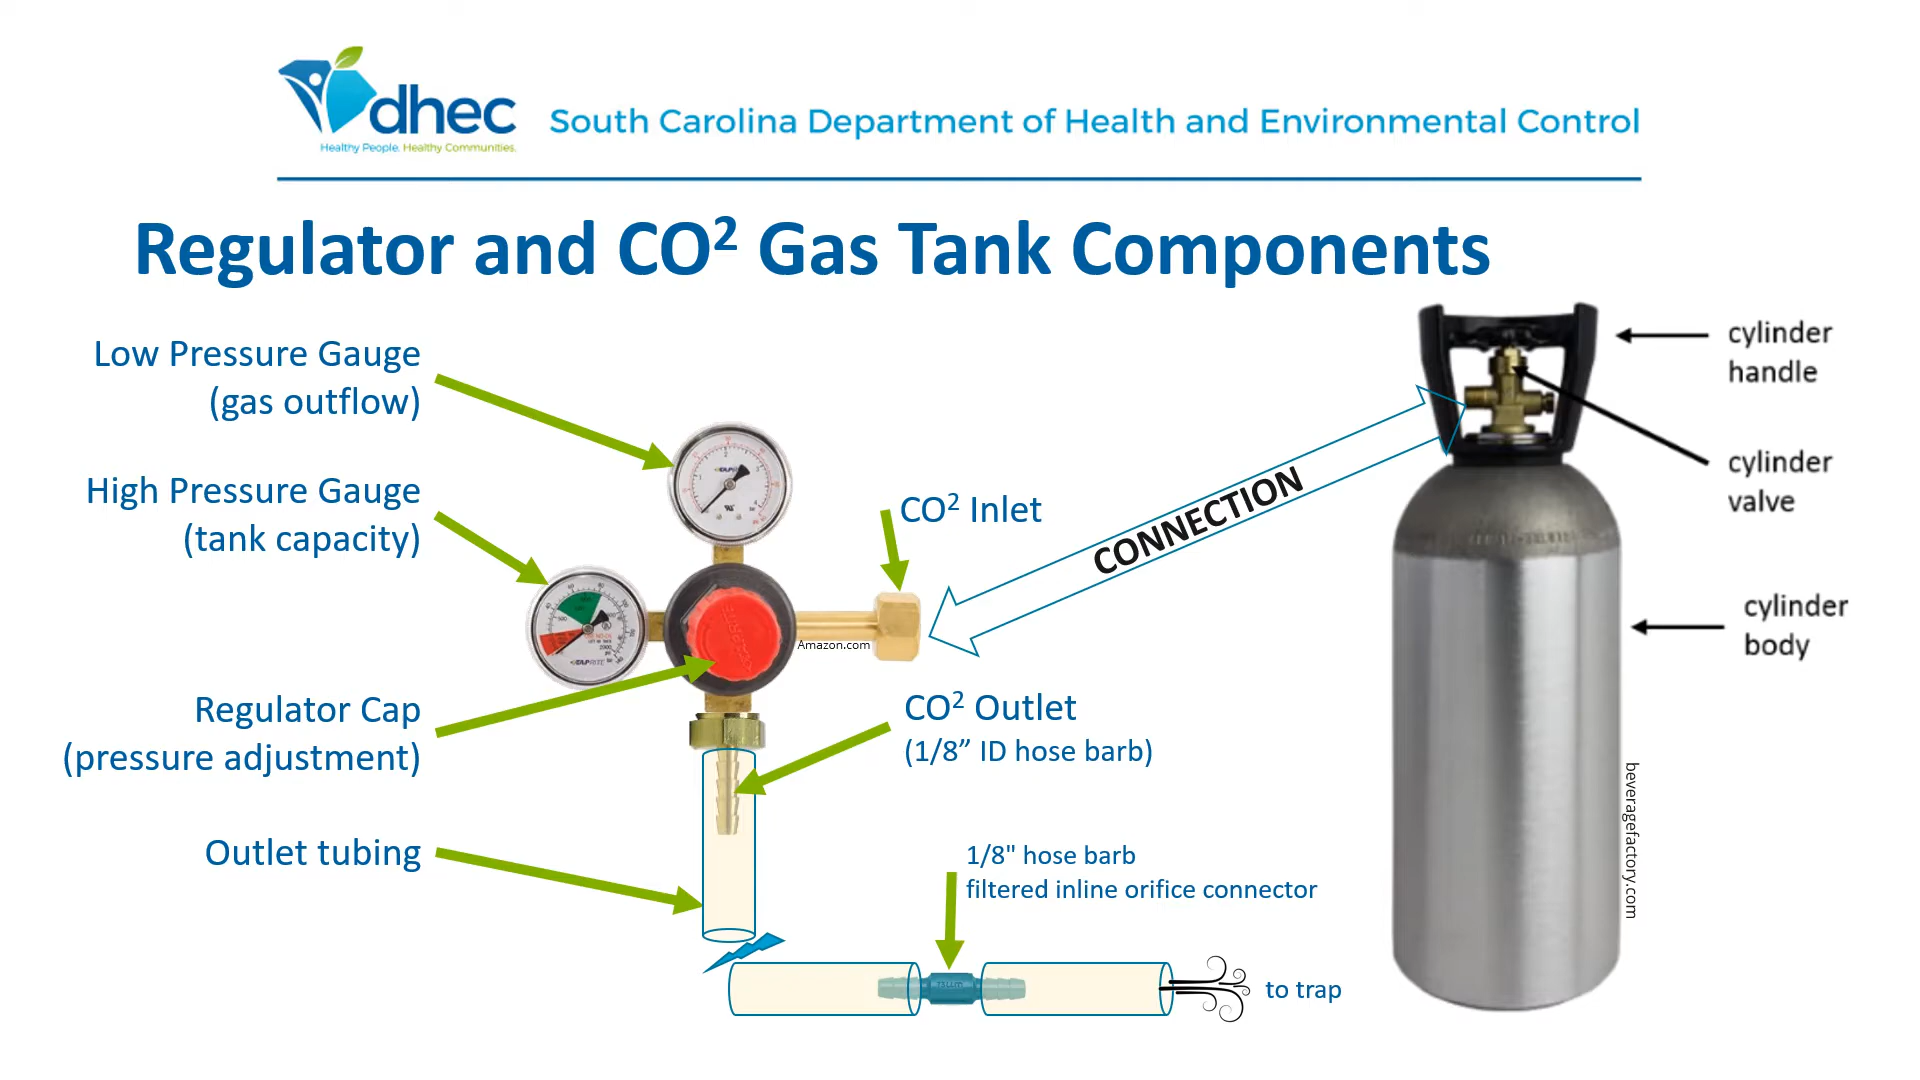 dhec
Healthy People. Healthy Communities.
South Carolina Department of Health and Environmental Control
Regulator and CO² Gas Tank Components
Low Pressure Gauge
(gas outflow)
High Pressure Gauge
(tank capacity)
Regulator Cap
(pressure adjustment)
Outlet tubing
CO² Inlet
Amazon.com
CO² Outlet
(1/8” ID hose barb)
1/8" hose barb
filtered inline orifice connector
to trap
CONNECTION
cylinder
handle
cylinder
valve
cylinder
body
beveragefactory.com